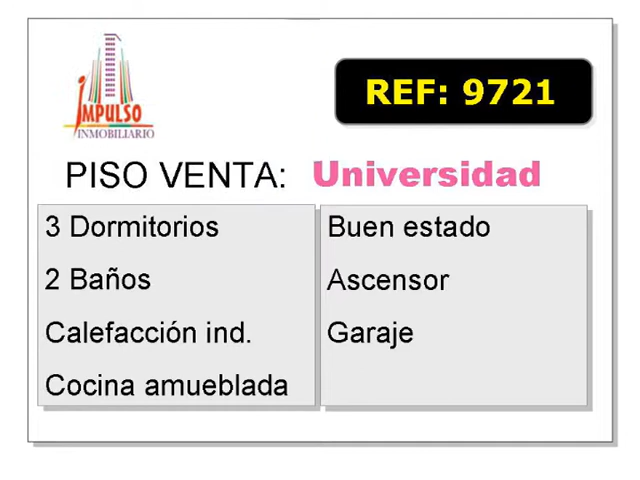 IMPULSO
INMOBILIARIO
REF: 9721
PISO VENTA: Universidad
3 Dormitorios
2 Baños
Calefacción ind.
Cocina amueblada
Buen estado
Ascensor
Garaje